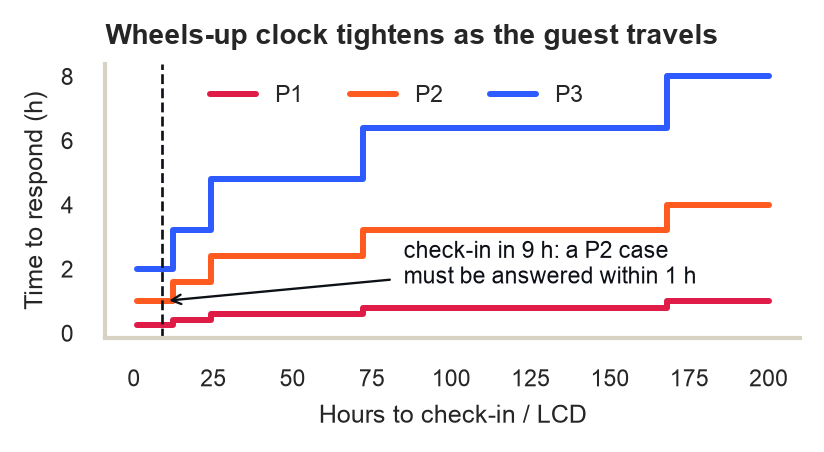 Wheels-up clock tightens as the guest travels
P1 P2 P3
Time to respond (h)
8
6
4
2
0
check-in in 9 h: a P2 case
must be answered within 1 h
0 25 50 75 100 125 150 175 200
Hours to check-in / LCD